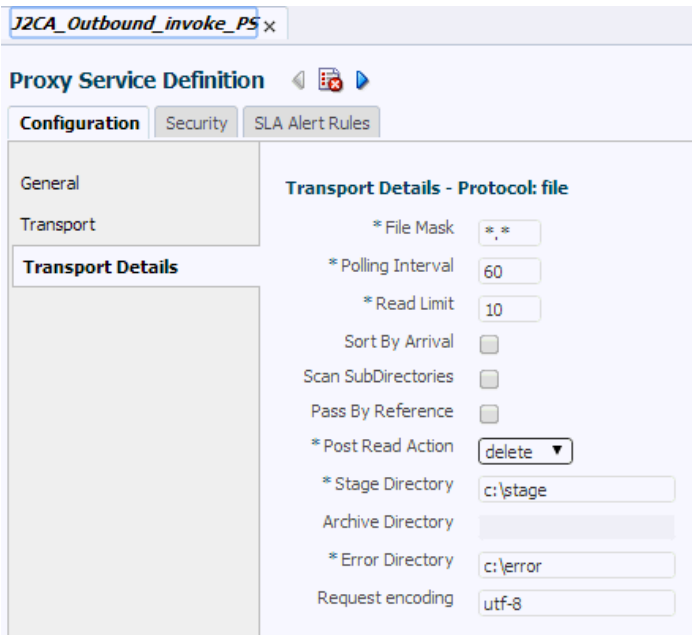 J2CA_Outbound_invoke_PS ×
Proxy Service Definition
Configuration Security SLA Alert Rules
General
Transport
Transport Details
Transport Details - Protocol: file
* File Mask *.*
* Polling Interval 60
* Read Limit 10
Sort By Arrival
Scan SubDirectories
Pass By Reference
* Post Read Action delete
* Stage Directory c:\stage
Archive Directory
* Error Directory c:\error
Request encoding utf-8